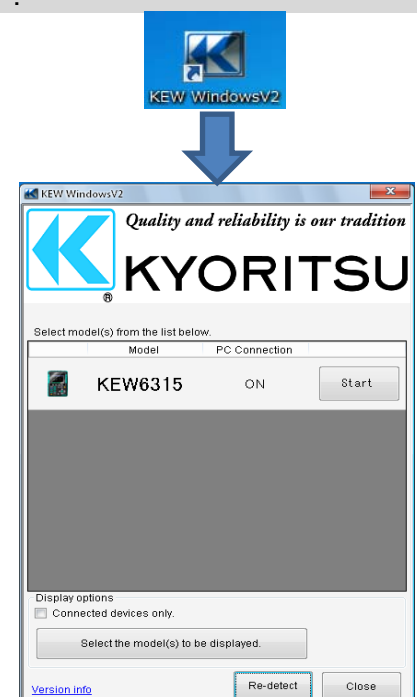 KEW WindowsV2
KEW WindowsV2
Quality and reliability is our tradition
KYORITSU
®
Select model(s) from the list below.
Model PC Connection
KEW6315 ON Start
Display options
Connected devices only.
Select the model(s) to be displayed.
Version info Re-detect Close